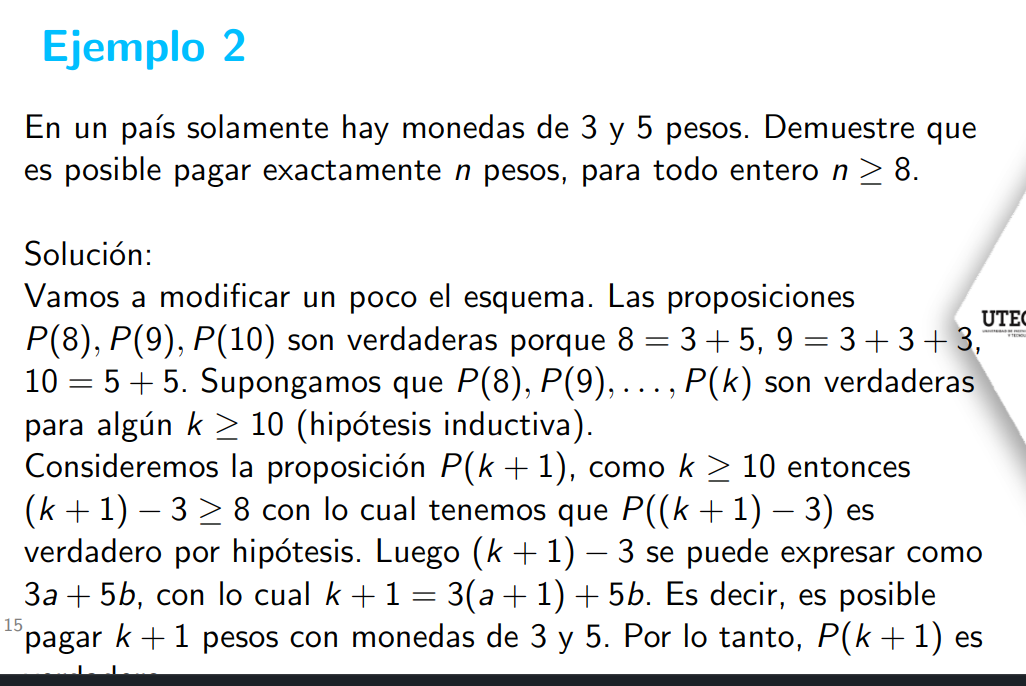 Ejemplo 2
En un país solamente hay monedas de 3 y 5 pesos. Demuestre que
es posible pagar exactamente n pesos, para todo entero n ≥ 8.
Solución:
Vamos a modificar un poco el esquema. Las proposiciones
P(8), P(9), P(10) son verdaderas porque 8 = 3 + 5, 9 = 3 + 3 + 3,
10 = 5 + 5. Supongamos que P(8), P(9), . . . , P(k) son verdaderas
para algún k ≥ 10 (hipótesis inductiva).
Consideremos la proposición P(k + 1), como k ≥ 10 entonces
(k + 1) − 3 ≥ 8 con lo cual tenemos que P((k + 1) − 3) es
verdadero por hipótesis. Luego (k + 1) − 3 se puede expresar como
3a + 5b, con lo cual k + 1 = 3(a + 1) + 5b. Es decir, es posible
pagar k + 1 pesos con monedas de 3 y 5. Por lo tanto, P(k + 1) es
15
UTEC